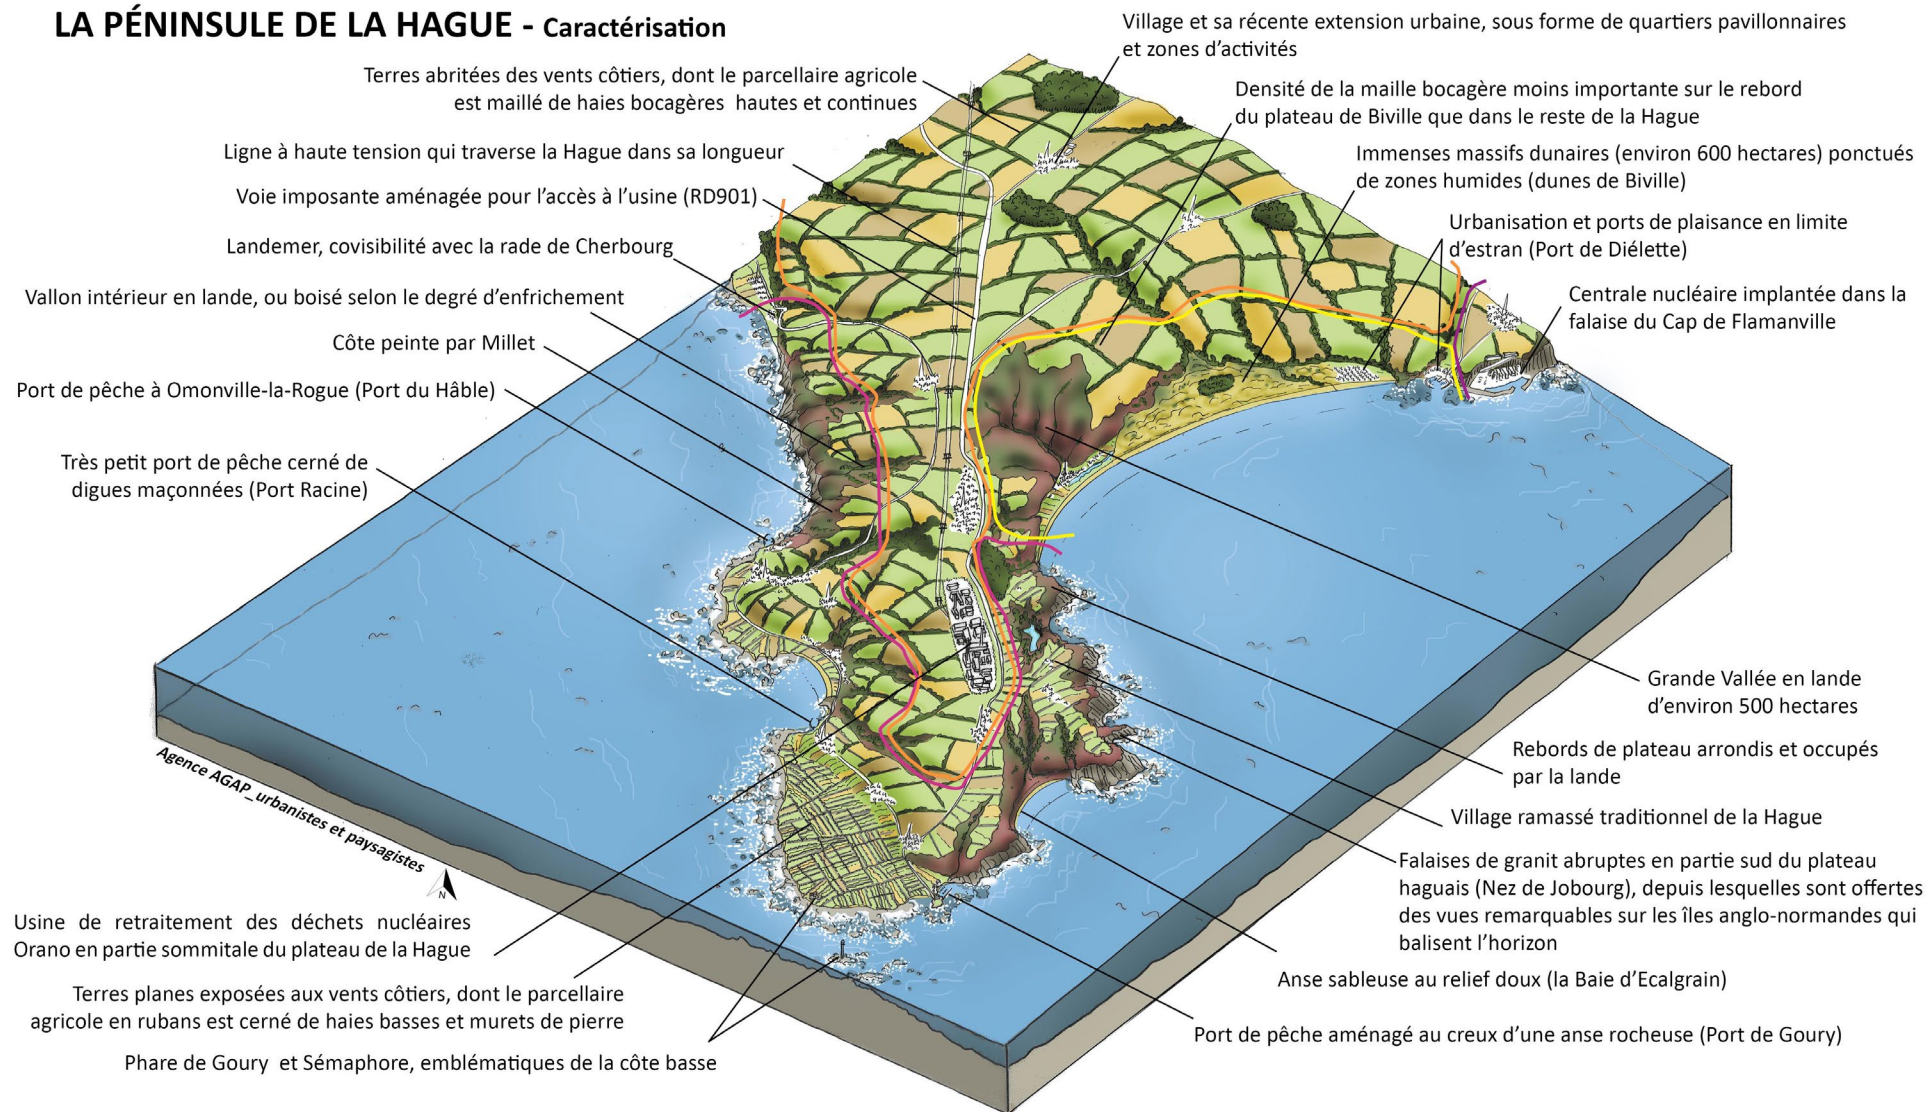 LA PÉNINSULE DE LA HAGUE - Caractérisation
Village et sa récente extension urbaine, sous forme de quartiers pavillonnaires
et zones d'activités
Terres abritées des vents côtiers, dont le parcellaire agricole
est maillé de haies bocagères hautes et continues
Densité de la maille bocagère moins importante sur le rebord
du plateau de Biville que dans le reste de la Hague
Ligne à haute tension qui traverse la Hague dans sa longueur
Immenses massifs dunaires (environ 600 hectares) ponctués
de zones humides (dunes de Biville)
Voie imposante aménagée pour l'accès à l'usine (RD901)
Urbanisation et ports de plaisance en limite
d'estran (Port de Diélette)
Landemer, covisibilité avec la rade de Cherbourg
Vallon intérieur en lande, ou boisé selon le degré d'enfrichement
Centrale nucléaire implantée dans la
falaise du Cap de Flamanville
Côte peinte par Millet
Port de pêche à Omonville-la-Rogue (Port du Hâble)
Très petit port de pêche cerné de
digues maçonnées (Port Racine)
Grande Vallée en lande
d'environ 500 hectares
Rebords de plateau arrondis et occupés
par la lande
Village ramassé traditionnel de la Hague
Falaises de granit abruptes en partie sud du plateau
haguais (Nez de Jobourg), depuis lesquelles sont offertes
des vues remarquables sur les îles anglo-normandes qui
balisent l'horizon
Agence AGAP_urbanistes et paysagistes
N
Usine de retraitement des déchets nucléaires
Orano en partie sommitale du plateau de la Hague
Anse sableuse au relief doux (la Baie d'Ecalgrain)
Terres planes exposées aux vents côtiers, dont le parcellaire
agricole en rubans est cerné de haies basses et murets de pierre
Port de pêche aménagé au creux d'une anse rocheuse (Port de Goury)
Phare de Goury et Sémaphore, emblématiques de la côte basse